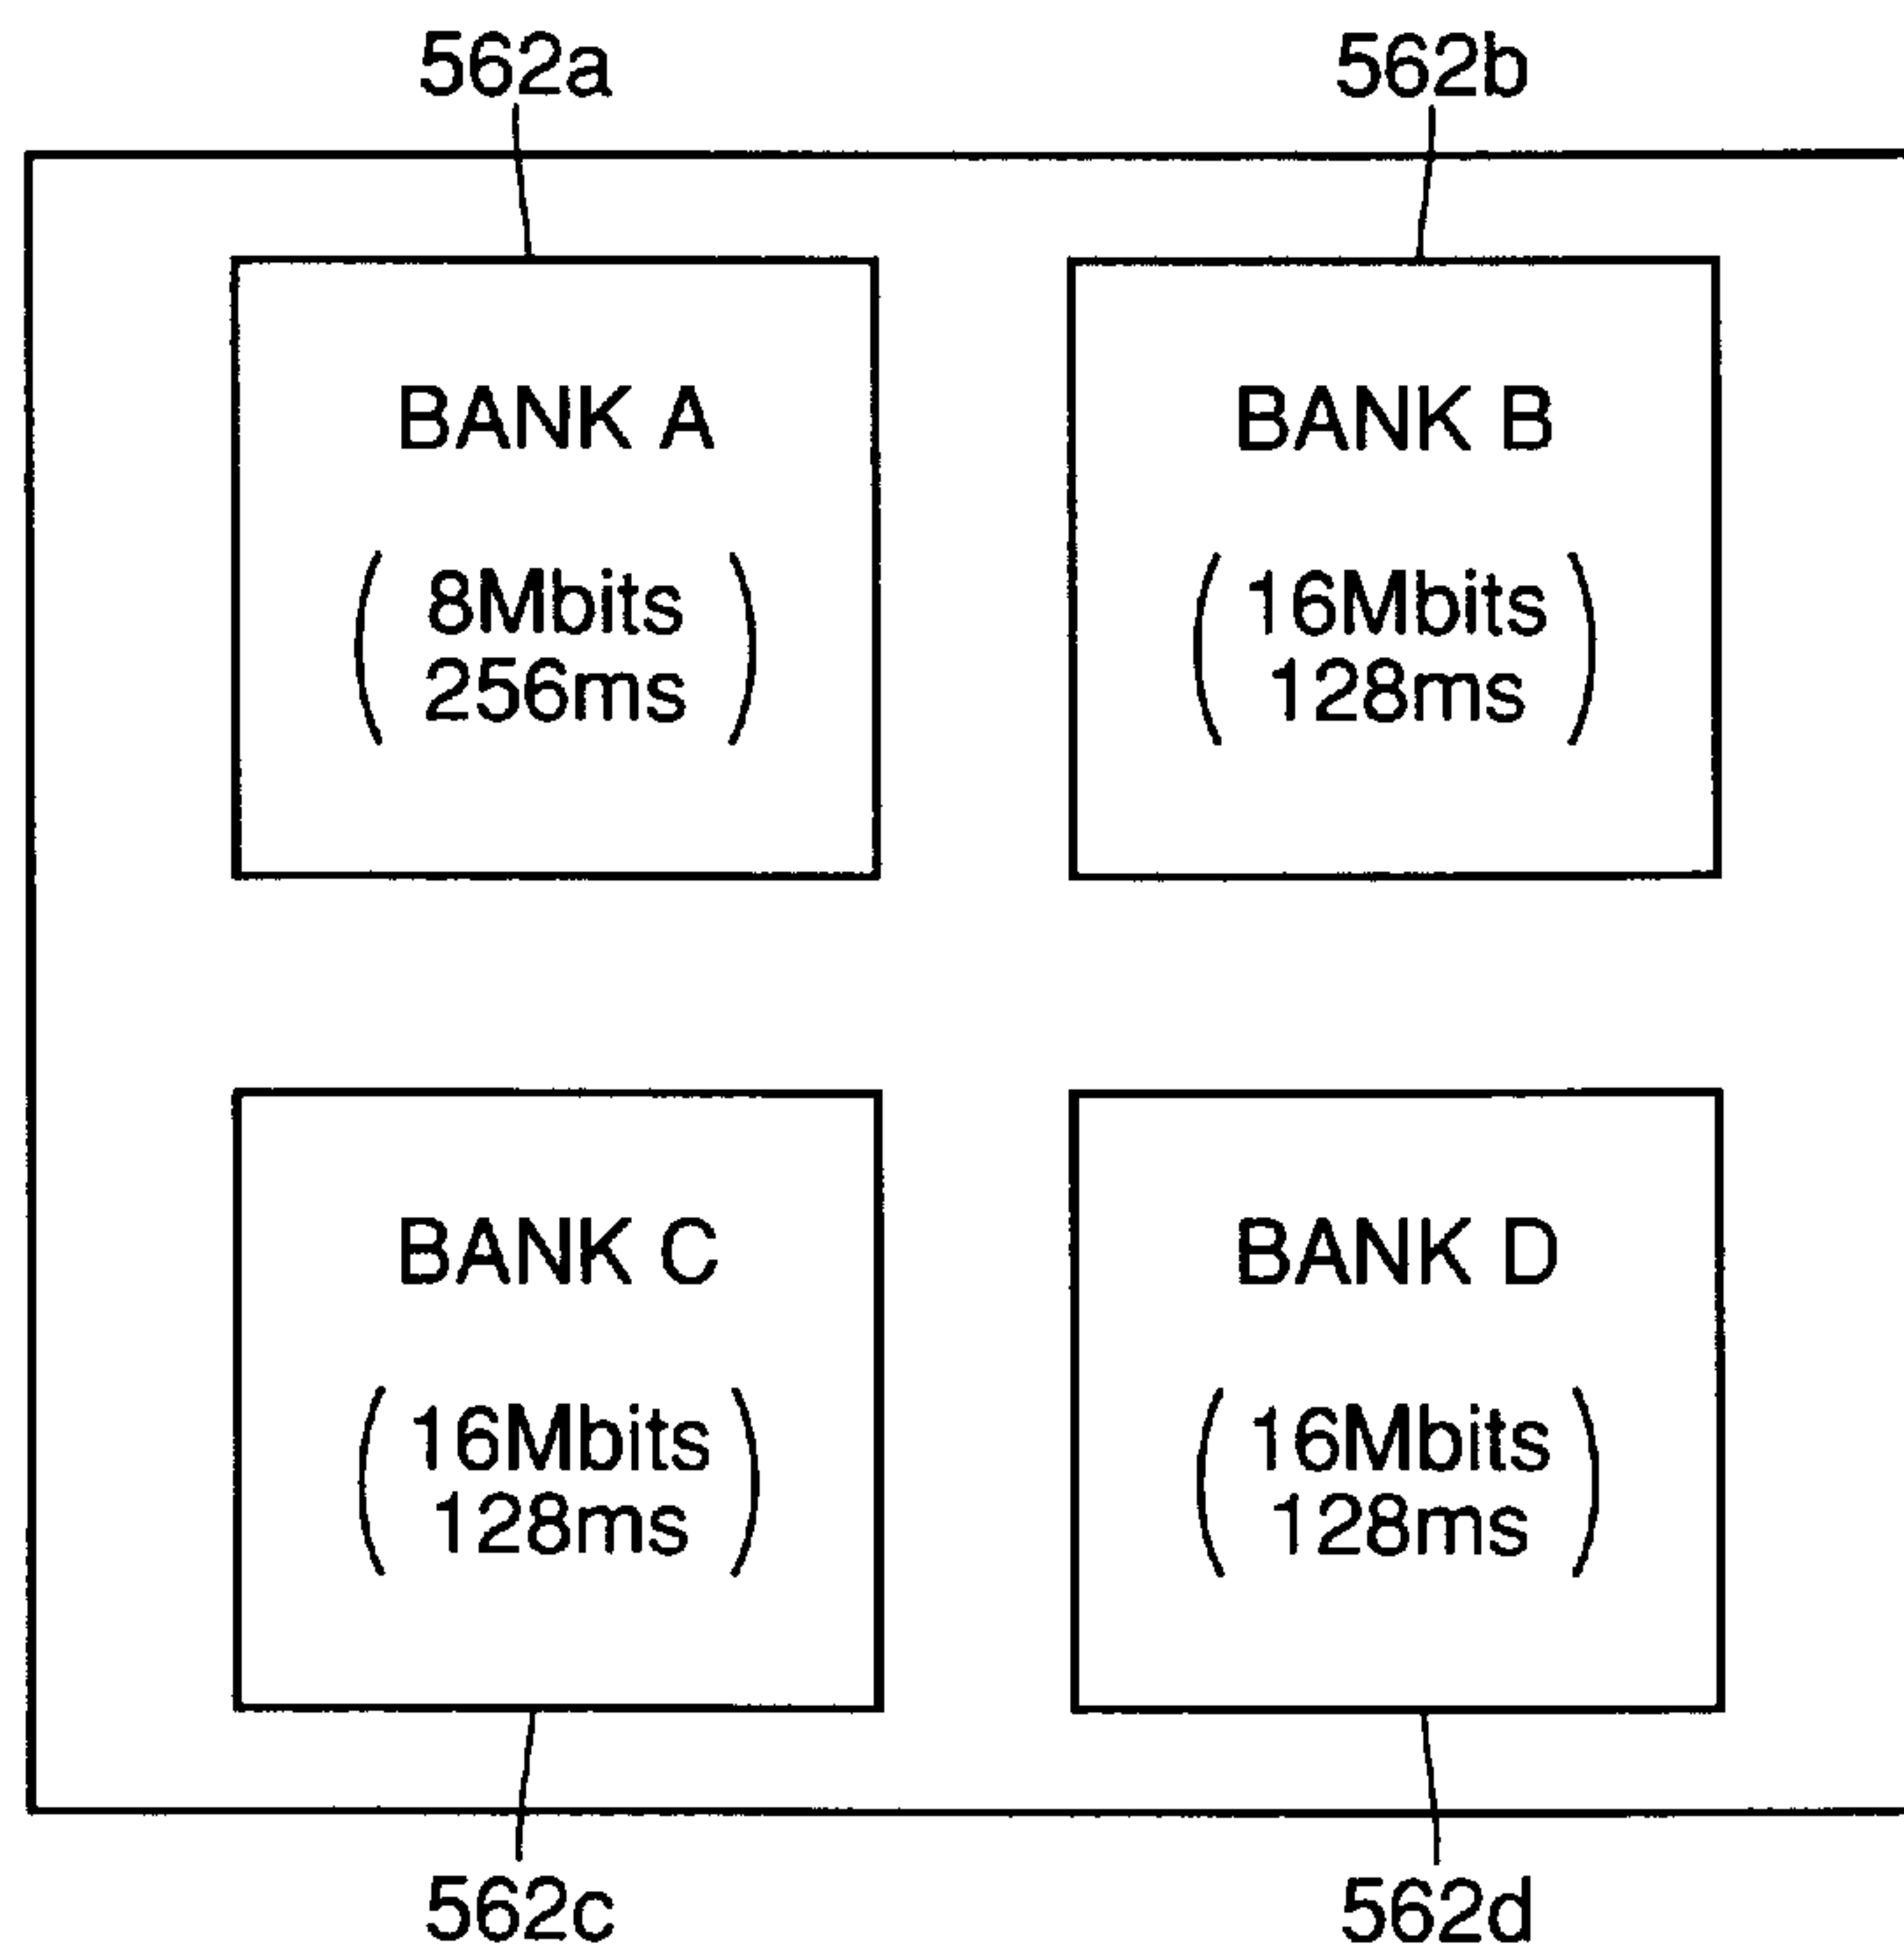 562a
562b
BANK A
( 8Mbits
256ms )
BANK B
( 16Mbits
128ms )
BANK C
( 16Mbits
128ms )
BANK D
( 16Mbits
128ms )
562c
562d